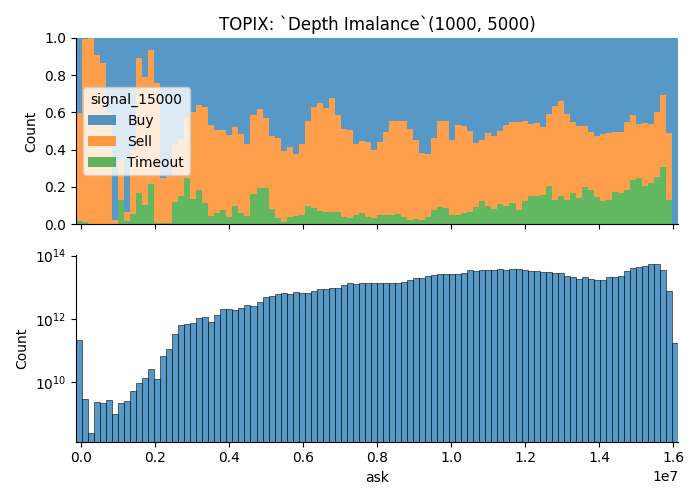 TOPIX: `Depth Imalance`(1000, 5000)
1.0
0.8
0.6
0.4
0.2
0.0
Count
signal_15000
Buy
Sell
Timeout
10^14
10^12
10^10
Count
0.0 0.2 0.4 0.6 0.8 1.0 1.2 1.4 1.6
1e7
ask